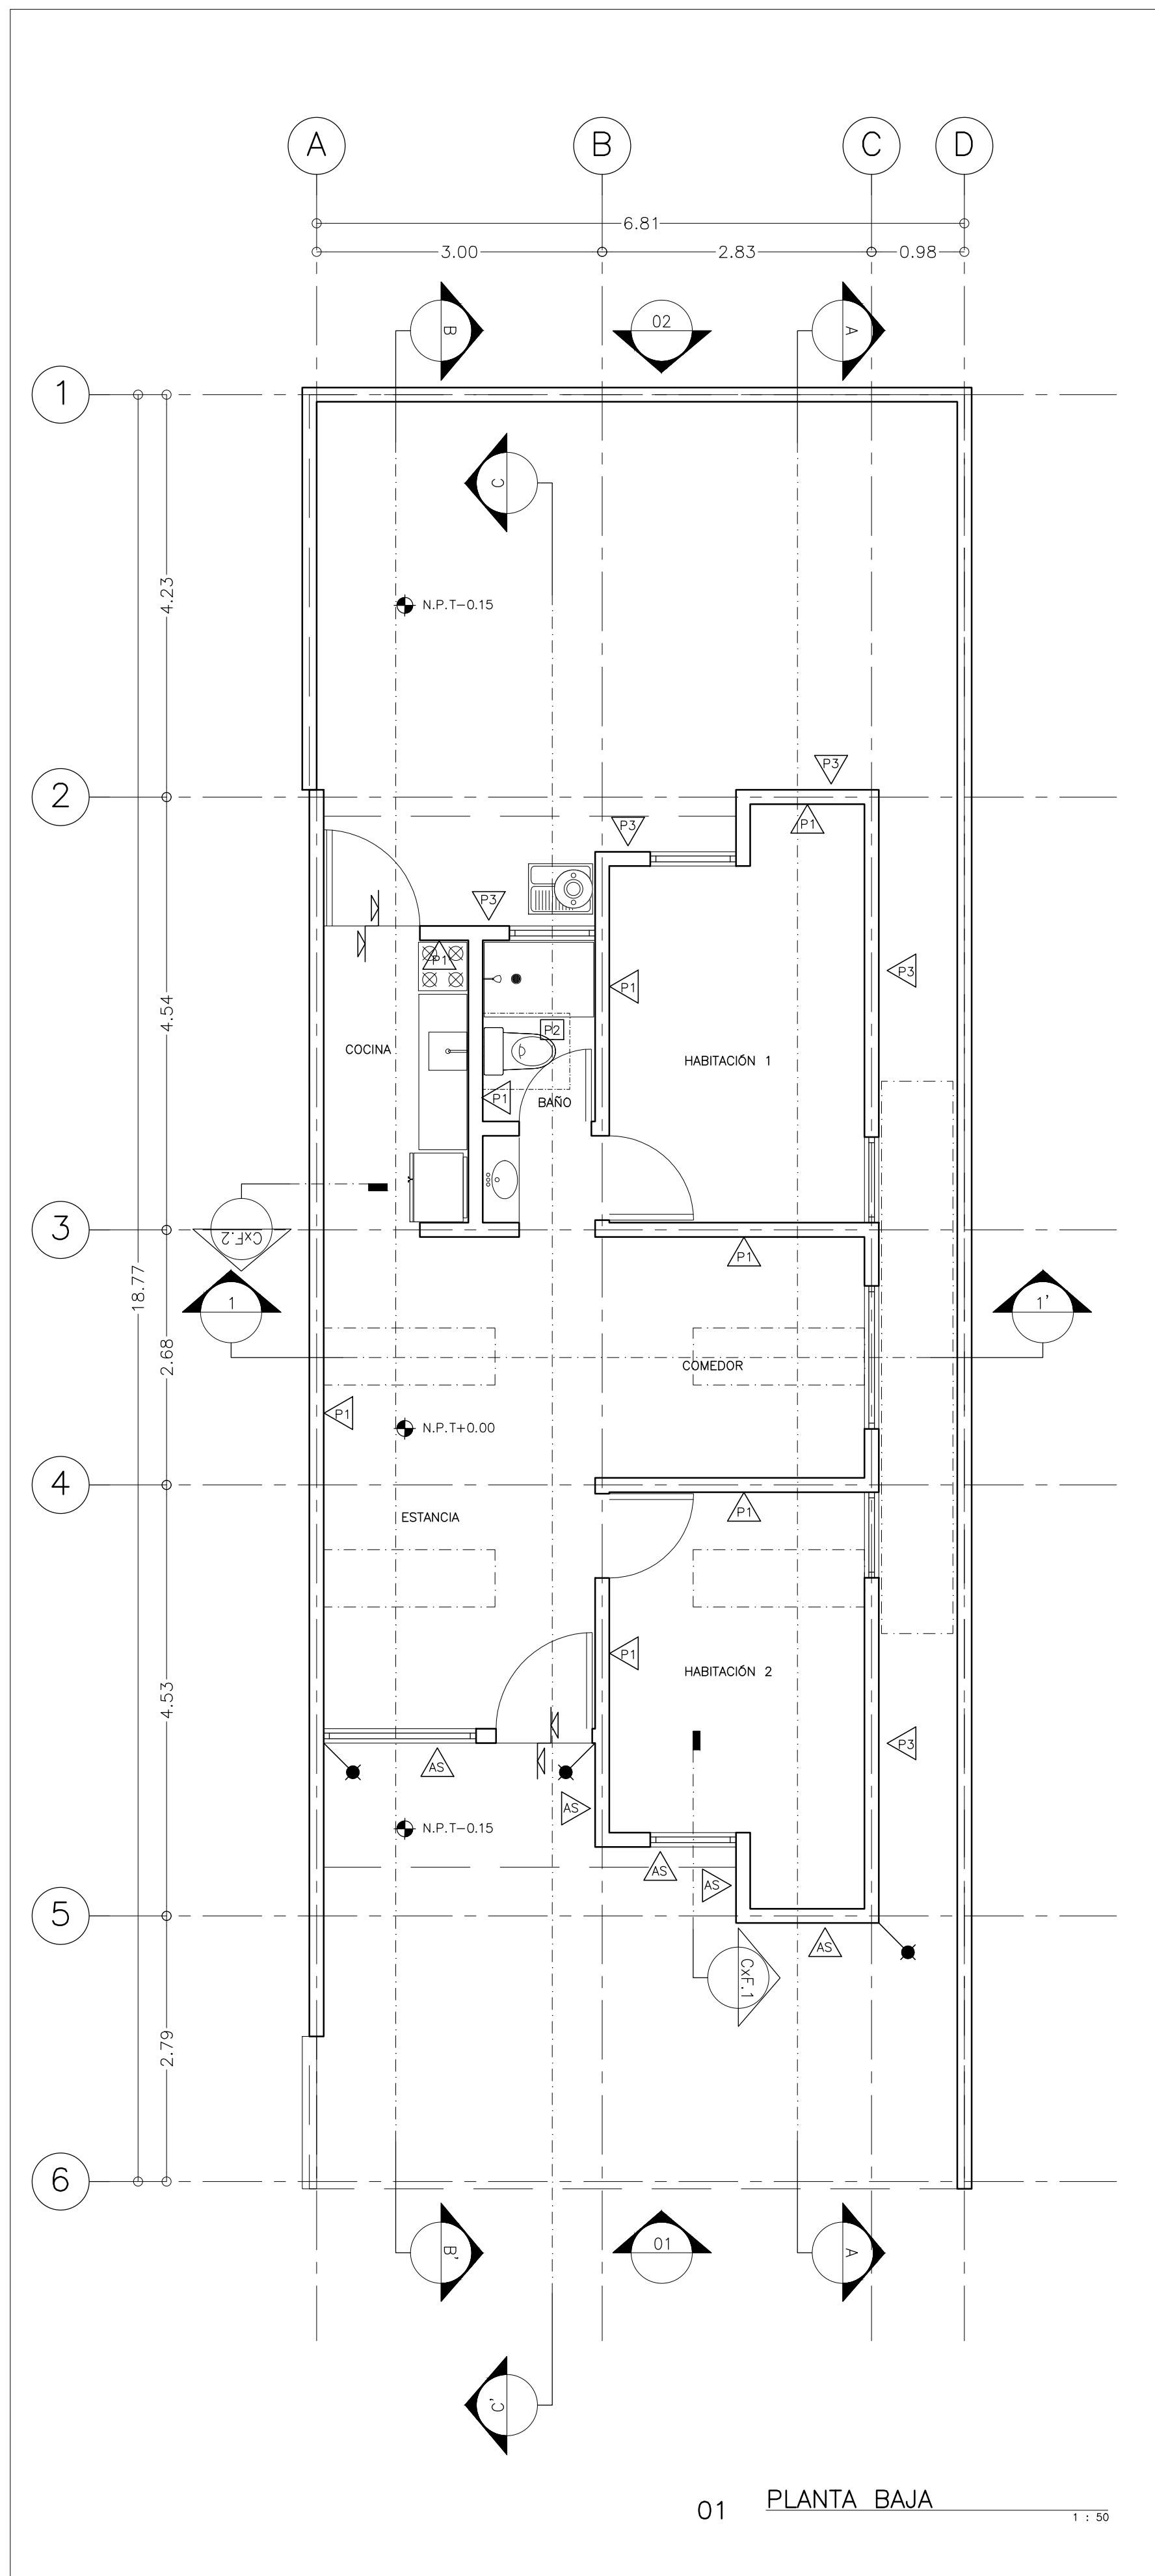 A B C D
6.81
3.00 2.83 0.98
B 02 A
1
C
4.23
N.P.T-0.15
P3
2
P3
P1
P3
P1
P3
P1
4.54
P2
COCINA
HABITACIÓN 1
P1
BAÑO
3
CxF.2
P1
18.77
1 1'
2.68
COMEDOR
P1
N.P.T+0.00
4
P1
ESTANCIA
P1
HABITACIÓN 2
4.53
P3
AS
AS
N.P.T-0.15
AS
AS
5
AS
CxF.1
2.79
6
B' 01 A
C'
01 PLANTA BAJA
1 : 50